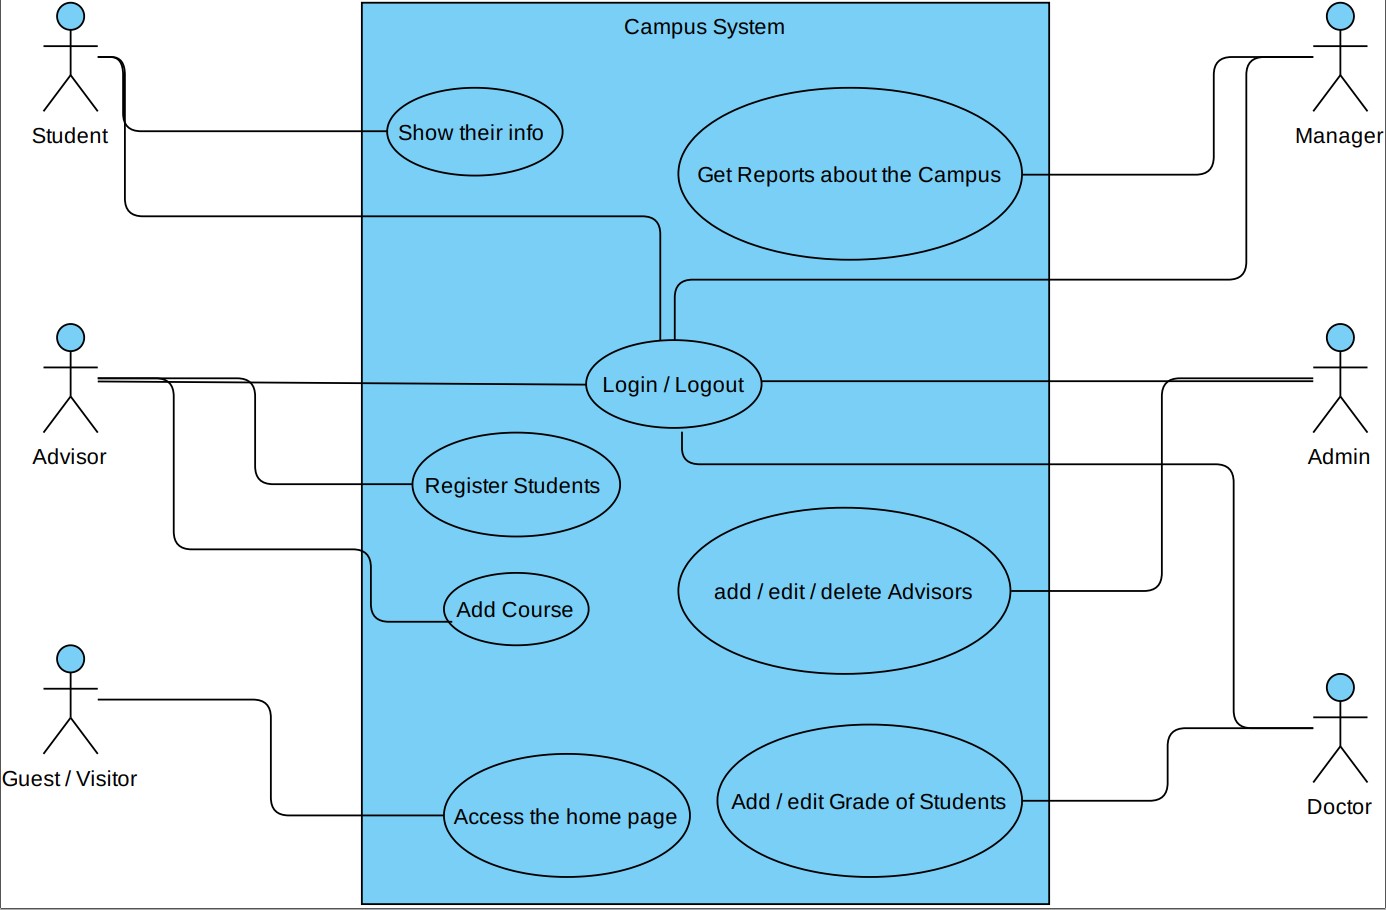 Campus System
Student
Show their info
Get Reports about the Campus
Manager
Login / Logout
Advisor
Admin
Register Students
add / edit / delete Advisors
Add Course
Guest / Visitor
Access the home page
Add / edit Grade of Students
Doctor